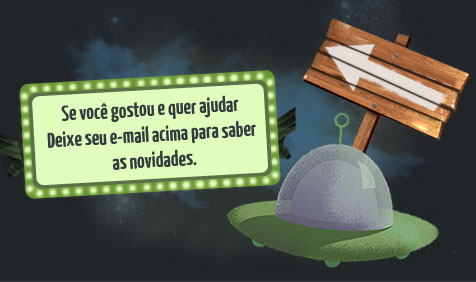 Se você gostou e quer ajudar
Deixe seu e-mail acima para saber
as novidades.